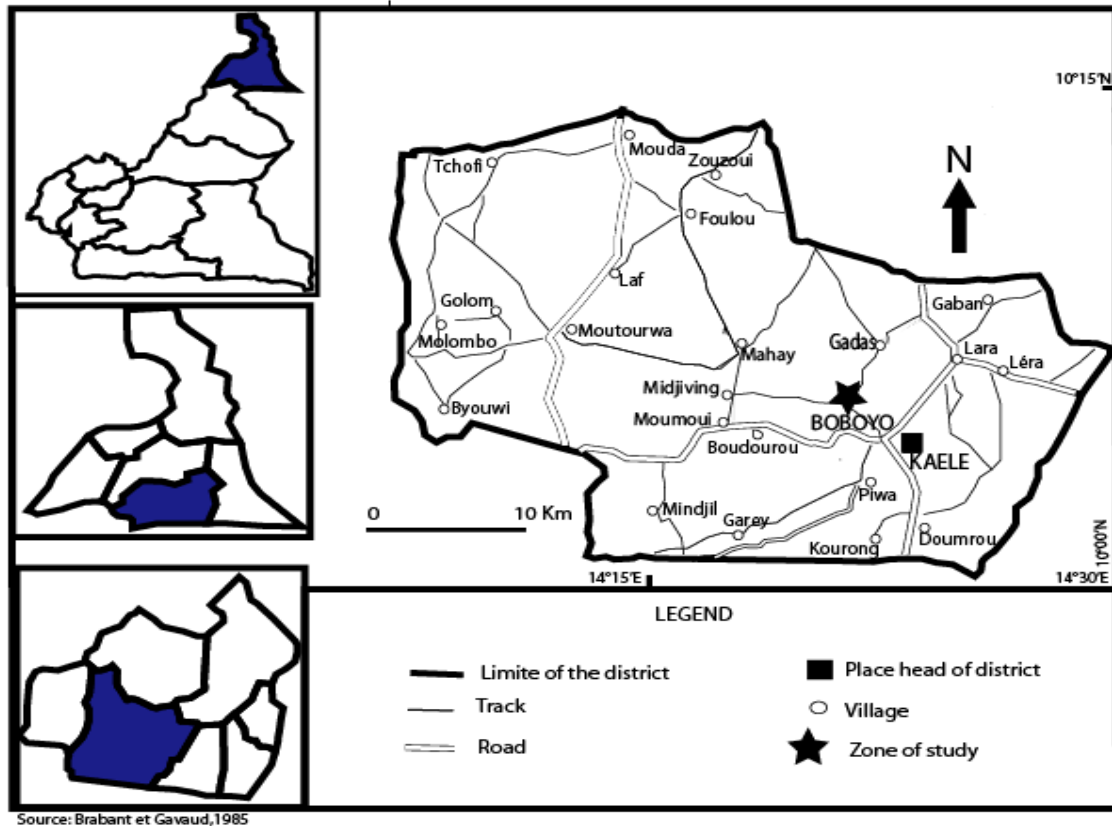 10°15'N
N
Mouda
Tchofi
Zouzoui
Foulou
Laf
Golom
Gaban
Molombo
Moutourwa
Mahay
Gadas
Lara
Léra
Midjiving
Byouwi
Moumoui
BOBOYO
Boudourou
KAELE
Piwa
0 10 Km
Mindjil
Garey
Kourong
Doumrou
10°00'N
14°15'E
14°30'E
LEGEND
Limite of the district
Place head of district
Track
Village
Road
Zone of study
Source: Brabant et Gavaud,1985